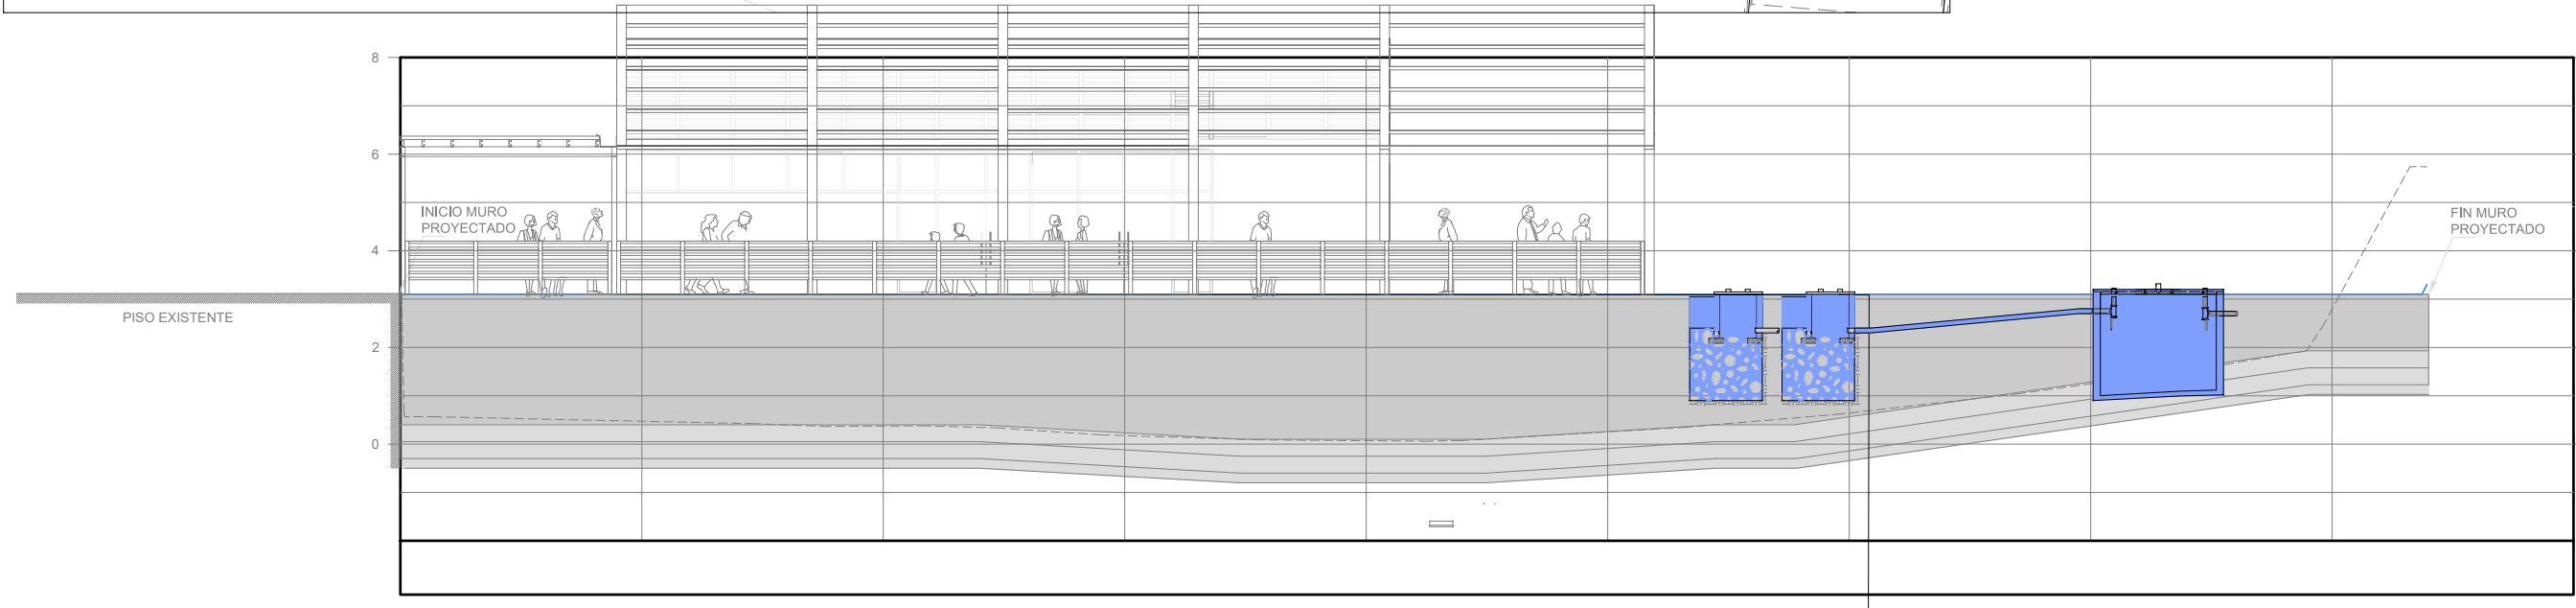 8
6
INICIO MURO
PROYECTADO
FIN MURO
PROYECTADO
4
PISO EXISTENTE
2
0